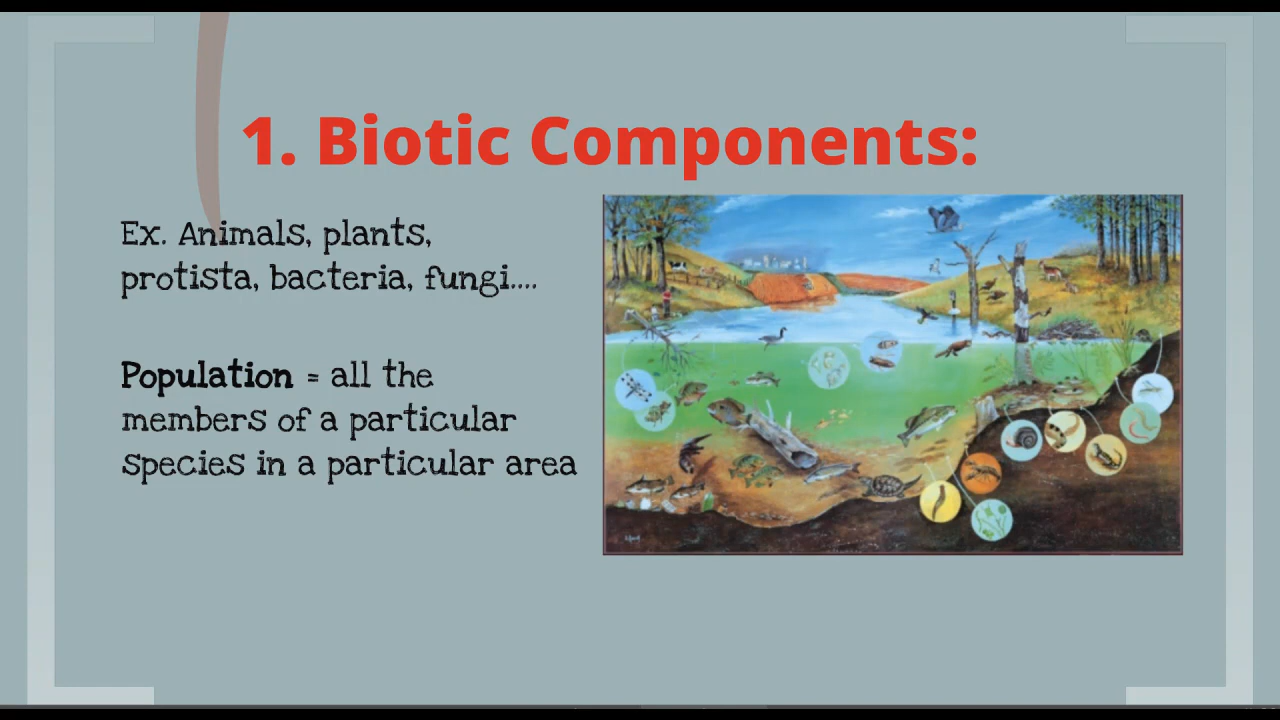 1. Biotic Components:
Ex. Animals, plants,
protista, bacteria, fungi....
Population = all the
members of a particular
species in a particular area